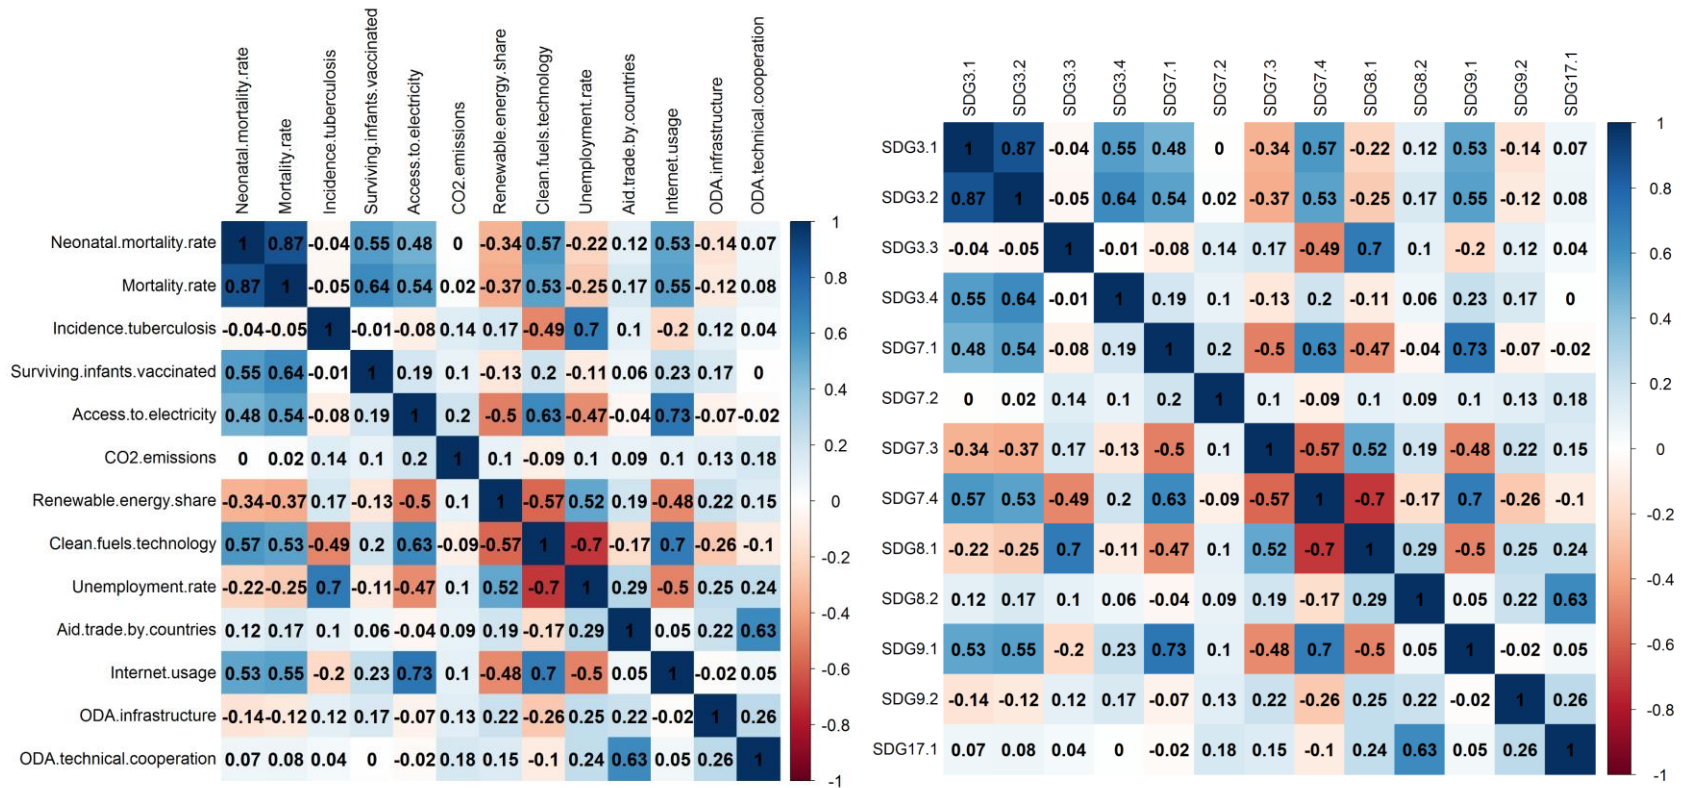 Neonatal.mortality.rate
Mortality.rate
Incidence.tuberculosis
Surviving.infants.vaccinated
Access.to.electricity
CO2.emissions
Renewable.energy.share
Clean.fuels.technology
Unemployment.rate
Aid.trade.by.countries
Internet.usage
ODA.infrastructure
ODA.technical.cooperation
Neonatal.mortality.rate 1 0.87 -0.04 0.55 0.48 0 -0.34 0.57 -0.22 0.12 0.53 -0.14 0.07
Mortality.rate 0.87 1 -0.05 0.64 0.54 0.02 -0.37 0.53 -0.25 0.17 0.55 -0.12 0.08
Incidence.tuberculosis -0.04 -0.05 1 -0.01 -0.08 0.14 0.17 -0.49 0.7 0.1 -0.2 0.12 0.04
Surviving.infants.vaccinated 0.55 0.64 -0.01 1 0.19 0.1 -0.13 0.2 -0.11 0.06 0.23 0.17 0
Access.to.electricity 0.48 0.54 -0.08 0.19 1 0.2 -0.5 0.63 -0.47 -0.04 0.73 -0.07 -0.02
CO2.emissions 0 0.02 0.14 0.1 0.2 1 0.1 -0.09 0.1 0.09 0.1 0.13 0.18
Renewable.energy.share -0.34 -0.37 0.17 -0.13 -0.5 0.1 1 -0.57 0.52 0.19 -0.48 0.22 0.15
Clean.fuels.technology 0.57 0.53 -0.49 0.2 0.63 -0.09 -0.57 1 -0.7 -0.17 0.7 -0.26 -0.1
Unemployment.rate -0.22 -0.25 0.7 -0.11 -0.47 0.1 0.52 -0.7 1 0.29 -0.5 0.25 0.24
Aid.trade.by.countries 0.12 0.17 0.1 0.06 -0.04 0.09 0.19 -0.17 0.29 1 0.05 0.22 0.63
Internet.usage 0.53 0.55 -0.2 0.23 0.73 0.1 -0.48 0.7 -0.5 0.05 1 -0.02 0.05
ODA.infrastructure -0.14 -0.12 0.12 0.17 -0.07 0.13 0.22 -0.26 0.25 0.22 -0.02 1 0.26
ODA.technical.cooperation 0.07 0.08 0.04 0 -0.02 0.18 0.15 -0.1 0.24 0.63 0.05 0.26 1
1
0.8
0.6
0.4
0.2
0
-0.2
-0.4
-0.6
-0.8
-1
SDG3.1 SDG3.2 SDG3.3 SDG3.4 SDG7.1 SDG7.2 SDG7.3 SDG7.4 SDG8.1 SDG8.2 SDG9.1 SDG9.2 SDG17.1
SDG3.1 1 0.87 -0.04 0.55 0.48 0 -0.34 0.57 -0.22 0.12 0.53 -0.14 0.07
SDG3.2 0.87 1 -0.05 0.64 0.54 0.02 -0.37 0.53 -0.25 0.17 0.55 -0.12 0.08
SDG3.3 -0.04 -0.05 1 -0.01 -0.08 0.14 0.17 -0.49 0.7 0.1 -0.2 0.12 0.04
SDG3.4 0.55 0.64 -0.01 1 0.19 0.1 -0.13 0.2 -0.11 0.06 0.23 0.17 0
SDG7.1 0.48 0.54 -0.08 0.19 1 0.2 -0.5 0.63 -0.47 -0.04 0.73 -0.07 -0.02
SDG7.2 0 0.02 0.14 0.1 0.2 1 0.1 -0.09 0.1 0.09 0.1 0.13 0.18
SDG7.3 -0.34 -0.37 0.17 -0.13 -0.5 0.1 1 -0.57 0.52 0.19 -0.48 0.22 0.15
SDG7.4 0.57 0.53 -0.49 0.2 0.63 -0.09 -0.57 1 -0.7 -0.17 0.7 -0.26 -0.1
SDG8.1 -0.22 -0.25 0.7 -0.11 -0.47 0.1 0.52 -0.7 1 0.29 -0.5 0.25 0.24
SDG8.2 0.12 0.17 0.1 0.06 -0.04 0.09 0.19 -0.17 0.29 1 0.05 0.22 0.63
SDG9.1 0.53 0.55 -0.2 0.23 0.73 0.1 -0.48 0.7 -0.5 0.05 1 -0.02 0.05
SDG9.2 -0.14 -0.12 0.12 0.17 -0.07 0.13 0.22 -0.26 0.25 0.22 -0.02 1 0.26
SDG17.1 0.07 0.08 0.04 0 -0.02 0.18 0.15 -0.1 0.24 0.63 0.05 0.26 1
1
0.8
0.6
0.4
0.2
0
-0.2
-0.4
-0.6
-0.8
-1